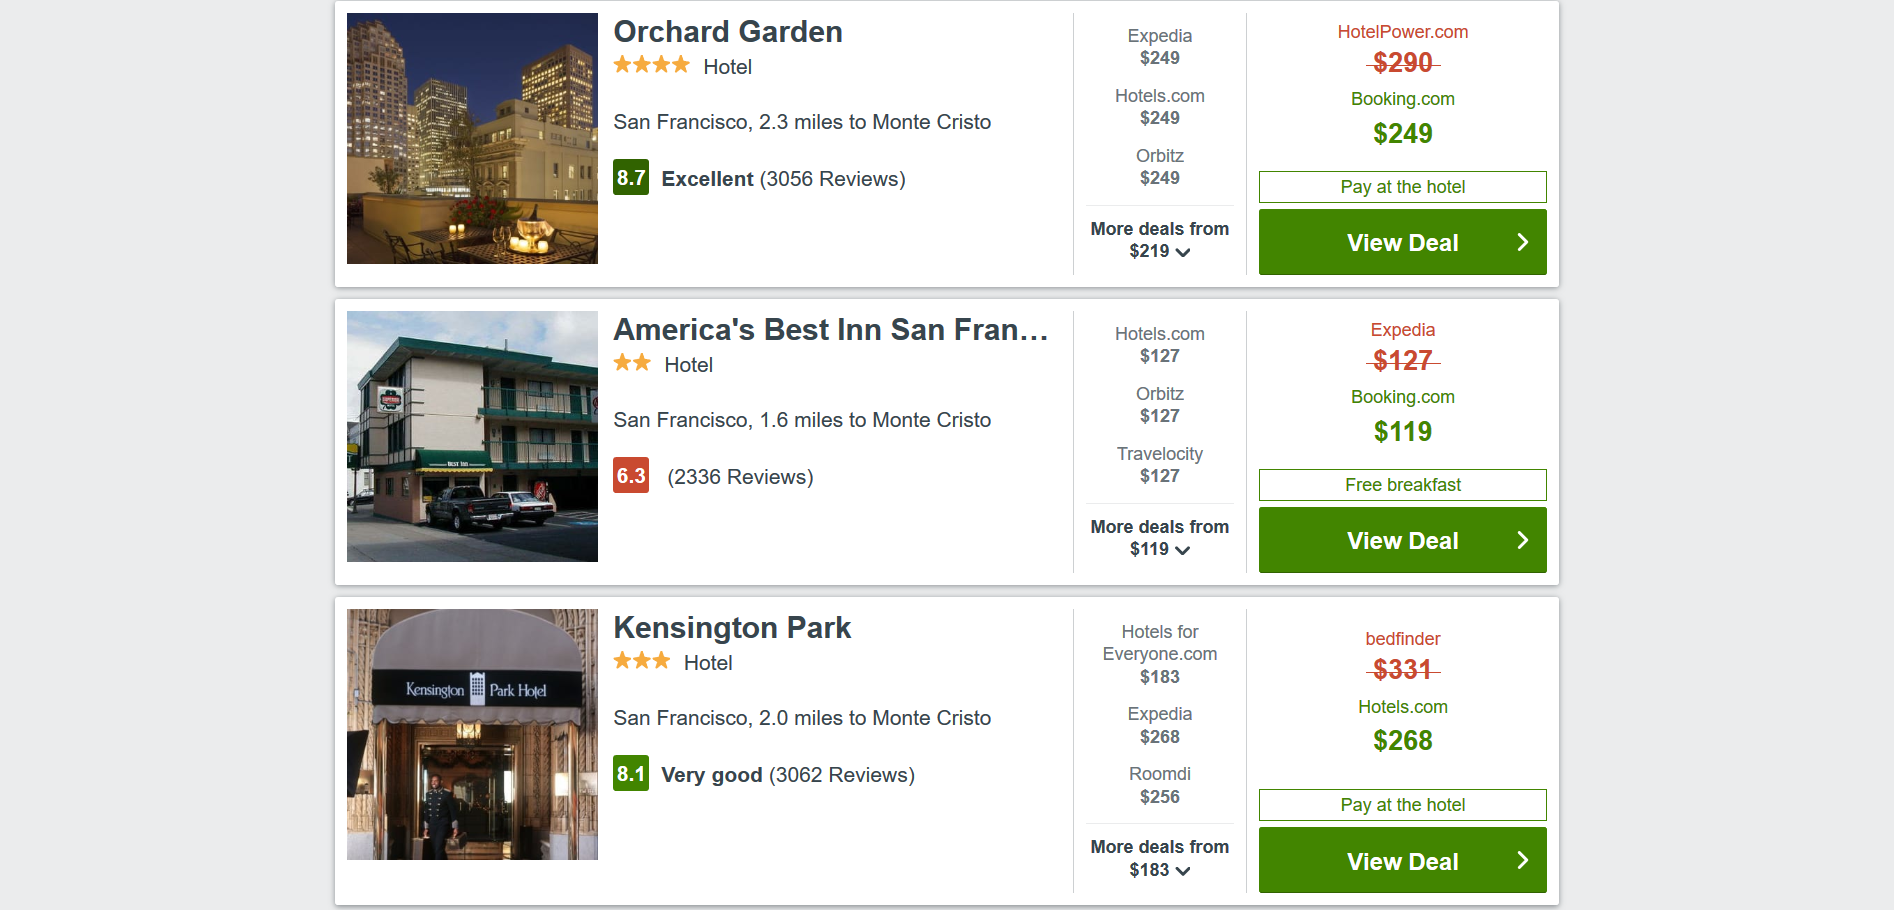 Orchard Garden
Hotel
San Francisco, 2.3 miles to Monte Cristo
8.7 Excellent (3056 Reviews)
Expedia
$249
Hotels.com
$249
Orbitz
$249
More deals from
$219
HotelPower.com
$290
Booking.com
$249
Pay at the hotel
View Deal
BEST INN
America's Best Inn San Fran…
Hotel
San Francisco, 1.6 miles to Monte Cristo
6.3 (2336 Reviews)
Hotels.com
$127
Orbitz
$127
Travelocity
$127
More deals from
$119
Expedia
$127
Booking.com
$119
Free breakfast
View Deal
Kensington Park Hotel
Kensington Park
Hotel
San Francisco, 2.0 miles to Monte Cristo
8.1 Very good (3062 Reviews)
Hotels for
Everyone.com
$183
Expedia
$268
Roomdi
$256
More deals from
$183
bedfinder
$331
Hotels.com
$268
Pay at the hotel
View Deal